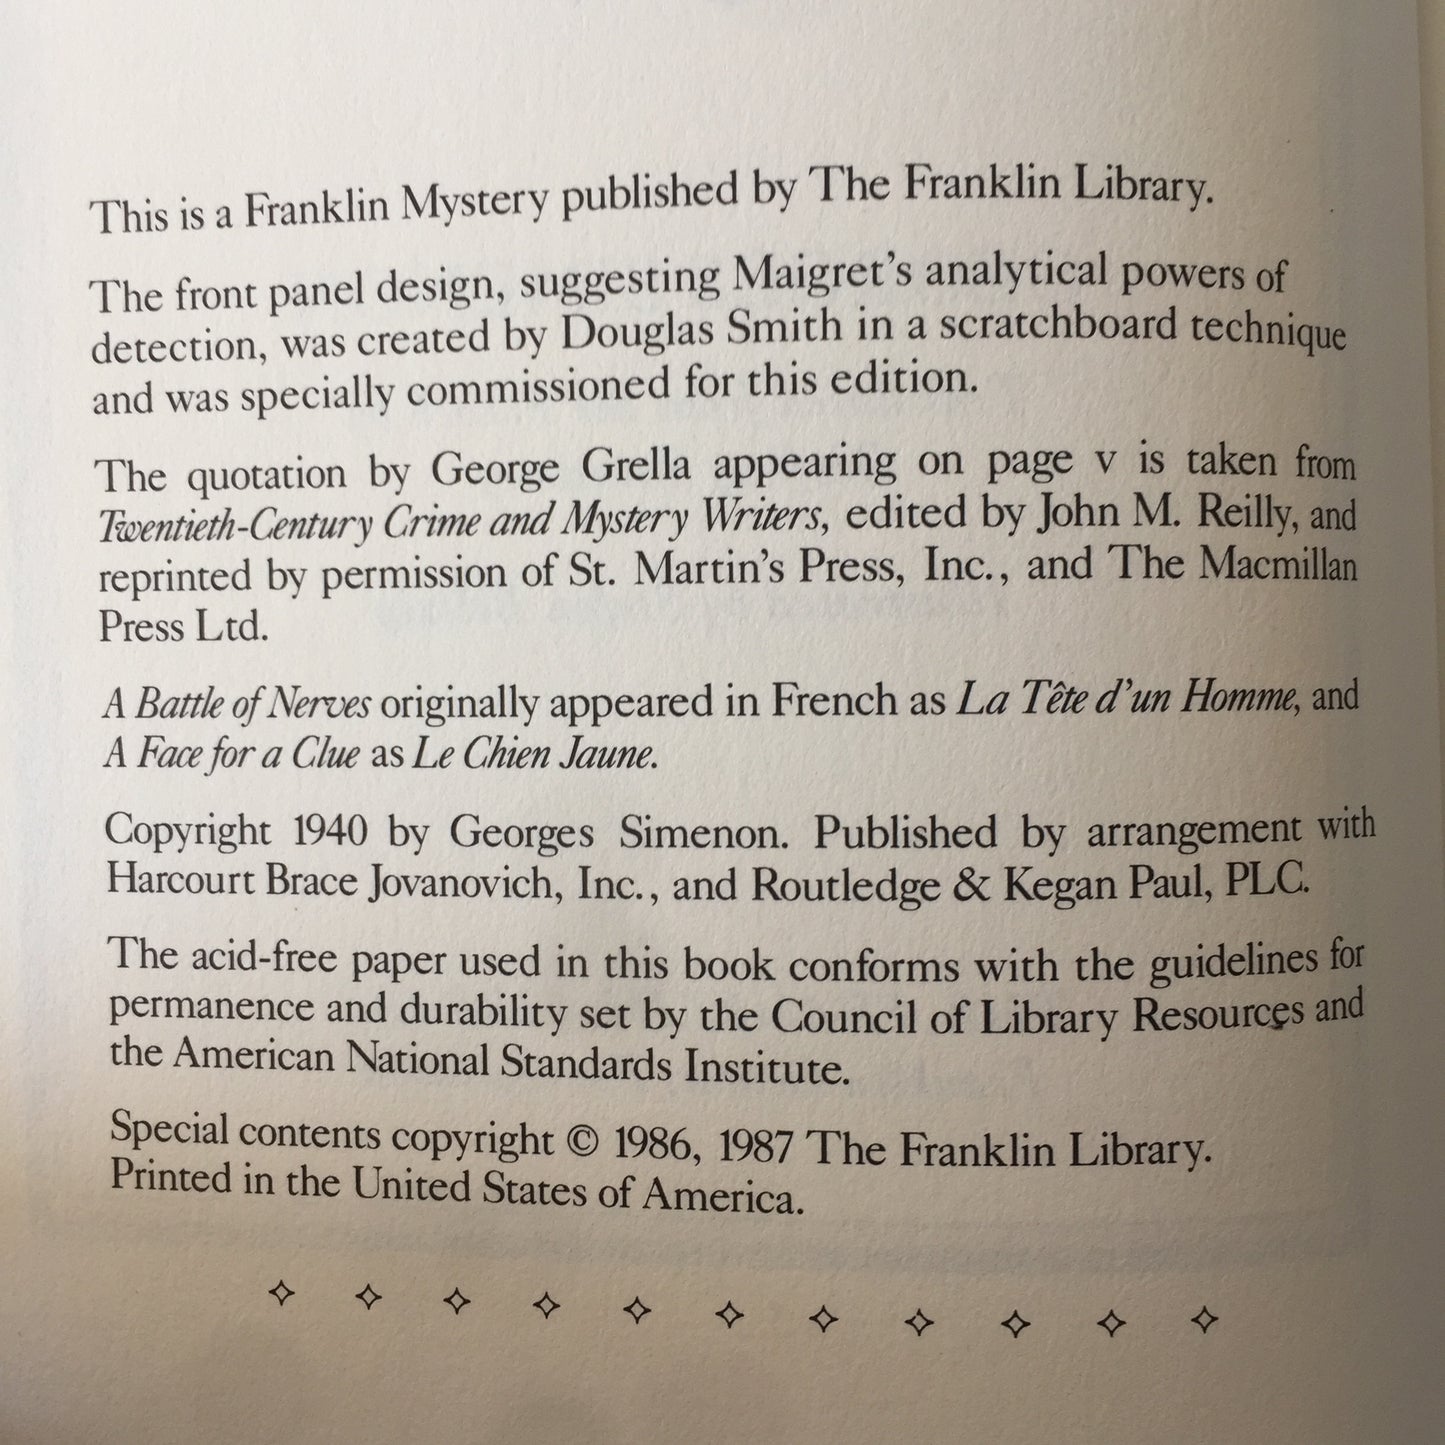 This is a Franklin Mystery published by The Franklin Library.
The front panel design, suggesting Maigret's analytical powers of
detection, was created by Douglas Smith in a scratchboard technique
and was specially commissioned for this edition.
The quotation by George Grella appearing on page v is taken from
Twentieth-Century Crime and Mystery Writers, edited by John M. Reilly, and
reprinted by permission of St. Martin's Press, Inc., and The Macmillan
Press Ltd.
A Battle of Nerves originally appeared in French as La Tête d'un Homme, and
A Face for a Clue as Le Chien Jaune.
Copyright 1940 by Georges Simenon. Published by arrangement with
Harcourt Brace Jovanovich, Inc., and Routledge & Kegan Paul, PLC.
The acid-free paper used in this book conforms with the guidelines for
permanence and durability set by the Council of Library Resources and
the American National Standards Institute.
Special contents copyright © 1986, 1987 The Franklin Library.
Printed in the United States of America.